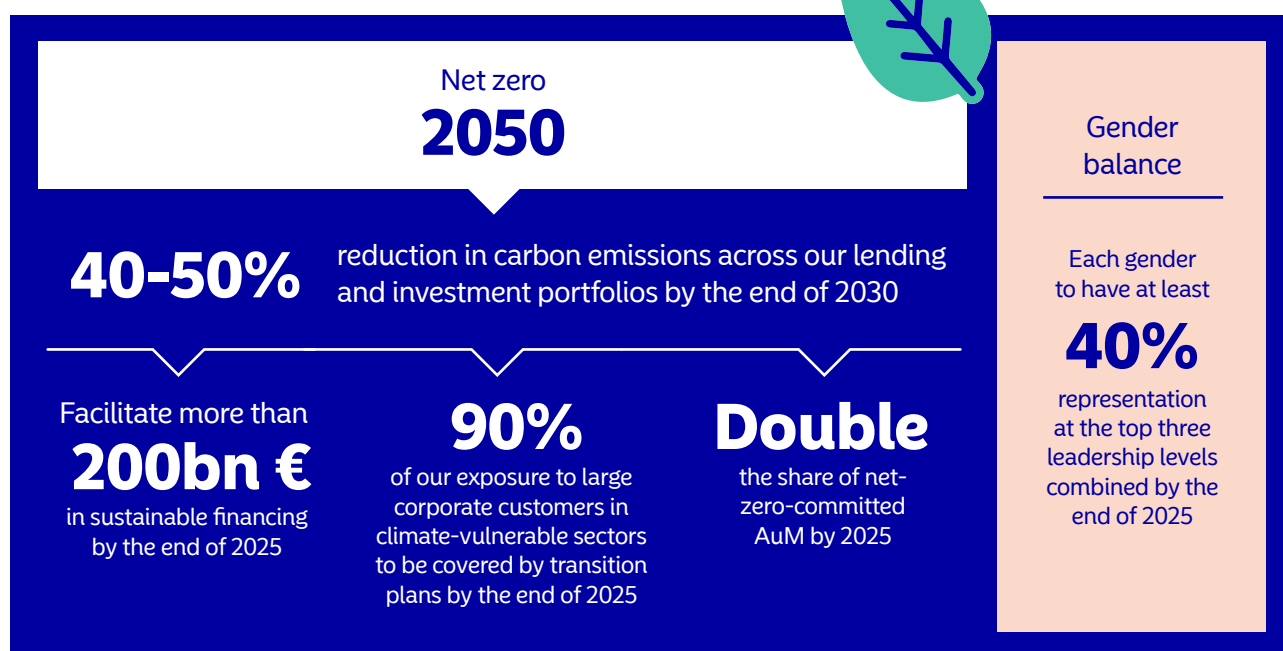 Net zero
2050
40-50%
reduction in carbon emissions across our lending
and investment portfolios by the end of 2030
Facilitate more than
200bn €
in sustainable financing
by the end of 2025
90%
of our exposure to large
corporate customers in
climate-vulnerable sectors
to be covered by transition
plans by the end of 2025
Double
the share of net-
zero-committed
AuM by 2025
Gender
balance
Each gender
to have at least
40%
representation
at the top three
leadership levels
combined by the
end of 2025